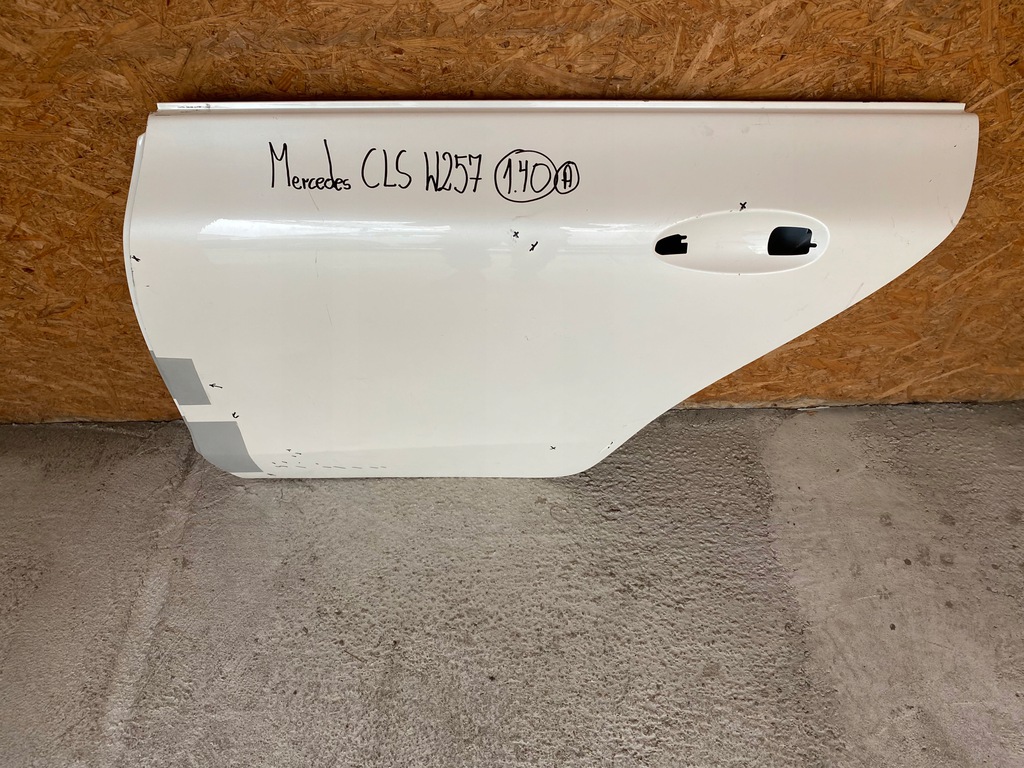 Mercedes CLS W257 1.40 A